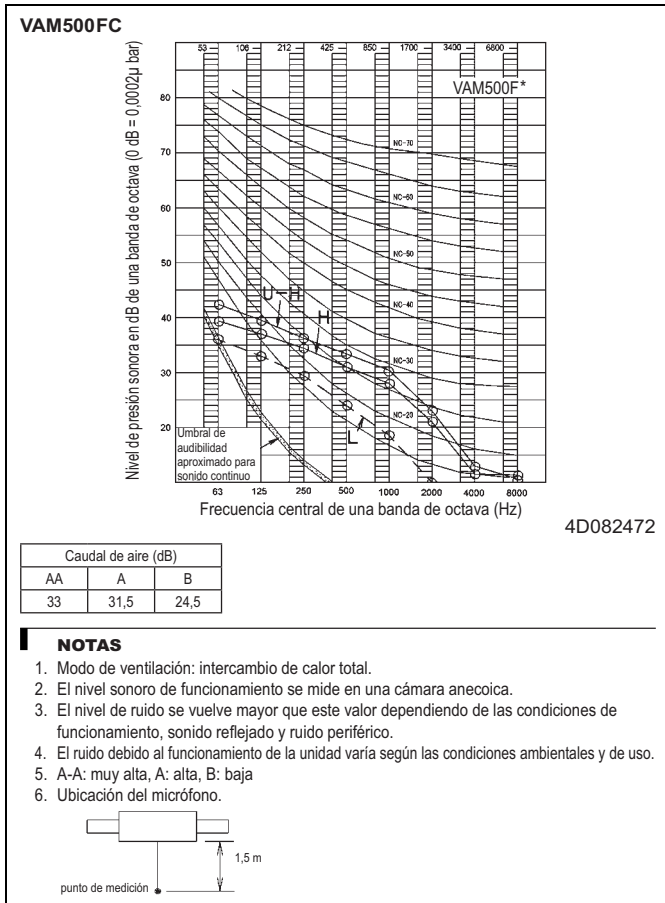 VAM500FC
Nivel de presión sonora en dB de una banda de octava (0 dB = 0,0002µ bar)
53 106 212 425 850 1700 3400 6800
VAM500F*
80
70
60
50
40
30
20
NC-70
NC-60
NC-50
NC-40
NC-30
NC-20
U-H
H
L
Umbral de
audibilidad
aproximado para
sonido continuo
63 125 250 500 1000 2000 4000 8000
Frecuencia central de una banda de octava (Hz)
4D082472
Caudal de aire (dB)
AA A B
33 31,5 24,5
NOTAS
1. Modo de ventilación: intercambio de calor total.
2. El nivel sonoro de funcionamiento se mide en una cámara anecoica.
3. El nivel de ruido se vuelve mayor que este valor dependiendo de las condiciones de
funcionamiento, sonido reflejado y ruido periférico.
4. El ruido debido al funcionamiento de la unidad varía según las condiciones ambientales y de uso.
5. A-A: muy alta, A: alta, B: baja
6. Ubicación del micrófono.
1,5 m
punto de medición